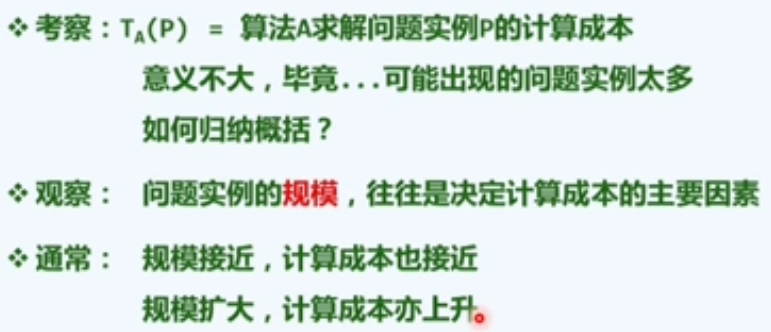 ❖ 考察：TA(P) = 算法A求解问题实例P的计算成本
意义不大，毕竟...可能出现的问题实例太多
如何归纳概括？
❖ 观察： 问题实例的规模，往往是决定计算成本的主要因素
❖ 通常： 规模接近，计算成本也接近
规模扩大，计算成本亦上升。